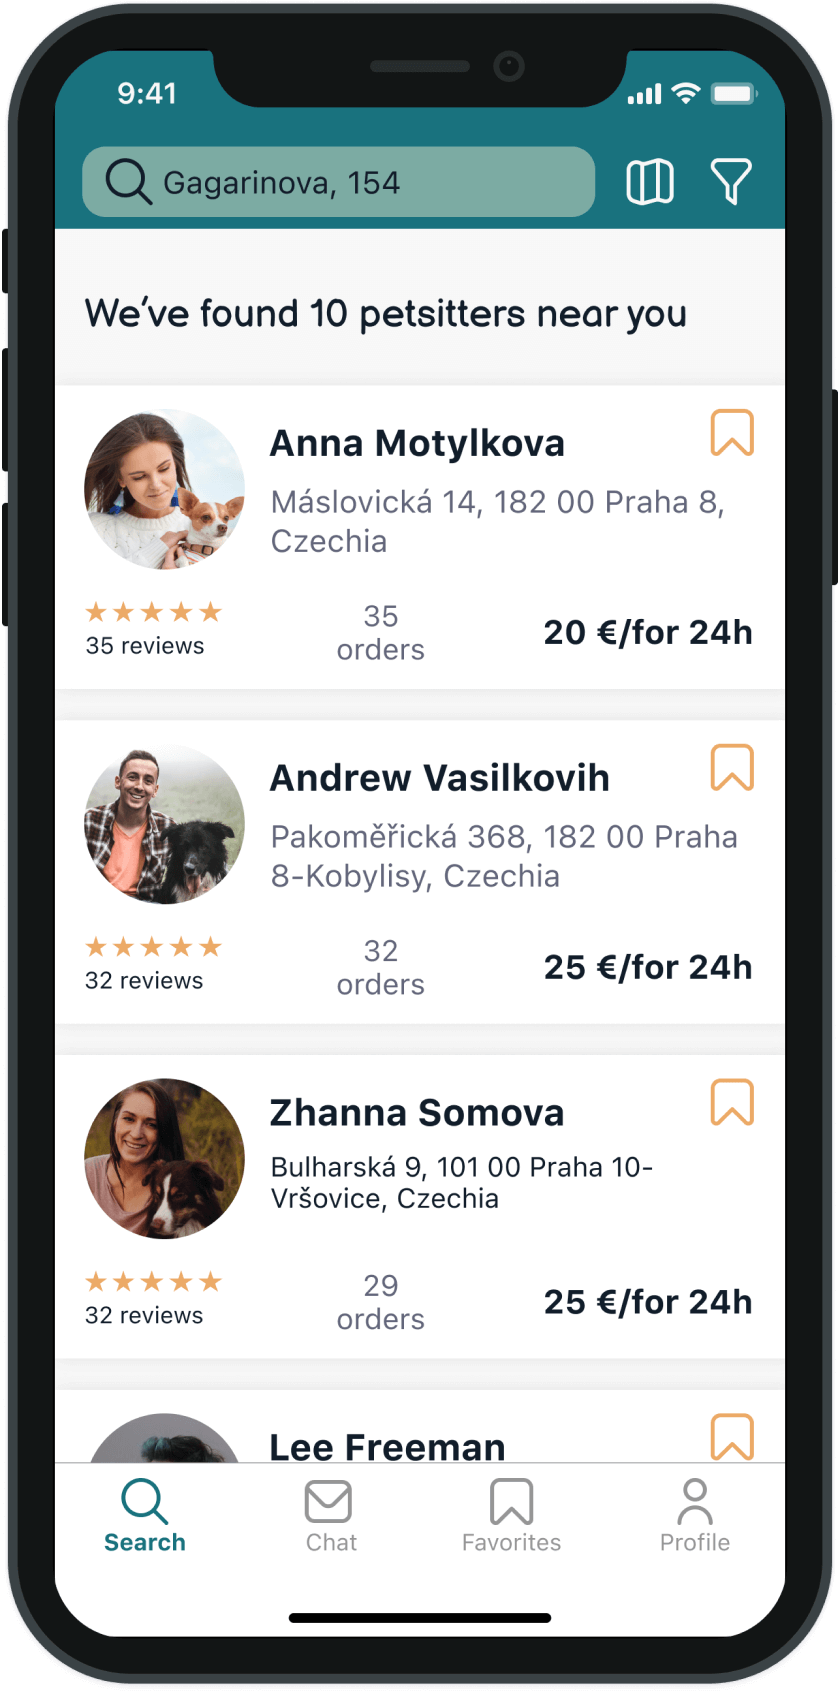 9:41
Gagarinova, 154
We've found 10 petsitters near you
Anna Motylkova
Máslovická 14, 182 00 Praha 8,
Czechia
35 reviews
35
orders
20 €/for 24h
Andrew Vasilkovih
Pakoměřická 368, 182 00 Praha
8-Kobylisy, Czechia
32 reviews
32
orders
25 €/for 24h
Zhanna Somova
Bulharská 9, 101 00 Praha 10-
Vršovice, Czechia
32 reviews
29
orders
25 €/for 24h
Lee Freeman
Search
Chat
Favorites
Profile